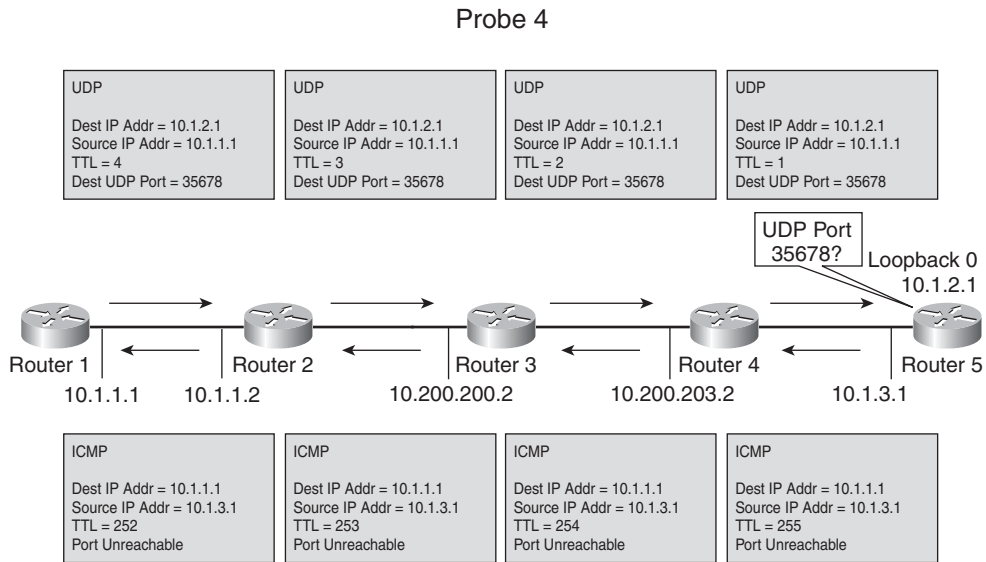 Probe 4
UDP
Dest IP Addr = 10.1.2.1
Source IP Addr = 10.1.1.1
TTL = 4
Dest UDP Port = 35678
UDP
Dest IP Addr = 10.1.2.1
Source IP Addr = 10.1.1.1
TTL = 3
Dest UDP Port = 35678
UDP
Dest IP Addr = 10.1.2.1
Source IP Addr = 10.1.1.1
TTL = 2
Dest UDP Port = 35678
UDP
Dest IP Addr = 10.1.2.1
Source IP Addr = 10.1.1.1
TTL = 1
Dest UDP Port = 35678
UDP Port
35678?
Loopback 0
10.1.2.1
Router 1
Router 2
Router 3
Router 4
Router 5
10.1.1.1
10.1.1.2
10.200.200.2
10.200.203.2
10.1.3.1
ICMP
Dest IP Addr = 10.1.1.1
Source IP Addr = 10.1.3.1
TTL = 252
Port Unreachable
ICMP
Dest IP Addr = 10.1.1.1
Source IP Addr = 10.1.3.1
TTL = 253
Port Unreachable
ICMP
Dest IP Addr = 10.1.1.1
Source IP Addr = 10.1.3.1
TTL = 254
Port Unreachable
ICMP
Dest IP Addr = 10.1.1.1
Source IP Addr = 10.1.3.1
TTL = 255
Port Unreachable